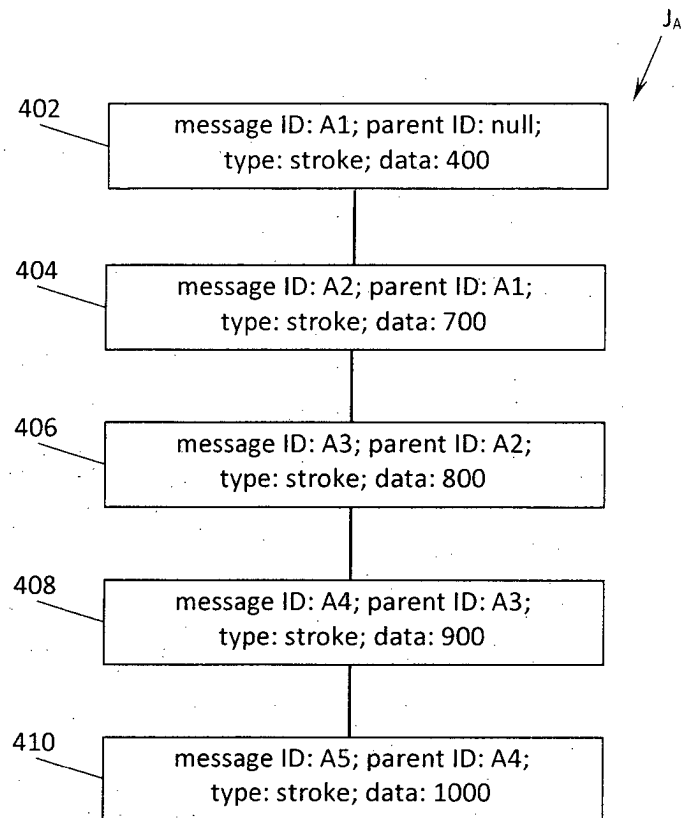 J_A
402
message ID: A1; parent ID: null;
type: stroke; data: 400
404
message ID: A2; parent ID: A1;
type: stroke; data: 700
406
message ID: A3; parent ID: A2;
type: stroke; data: 800
408
message ID: A4; parent ID: A3;
type: stroke; data: 900
410
message ID: A5; parent ID: A4;
type: stroke; data: 1000